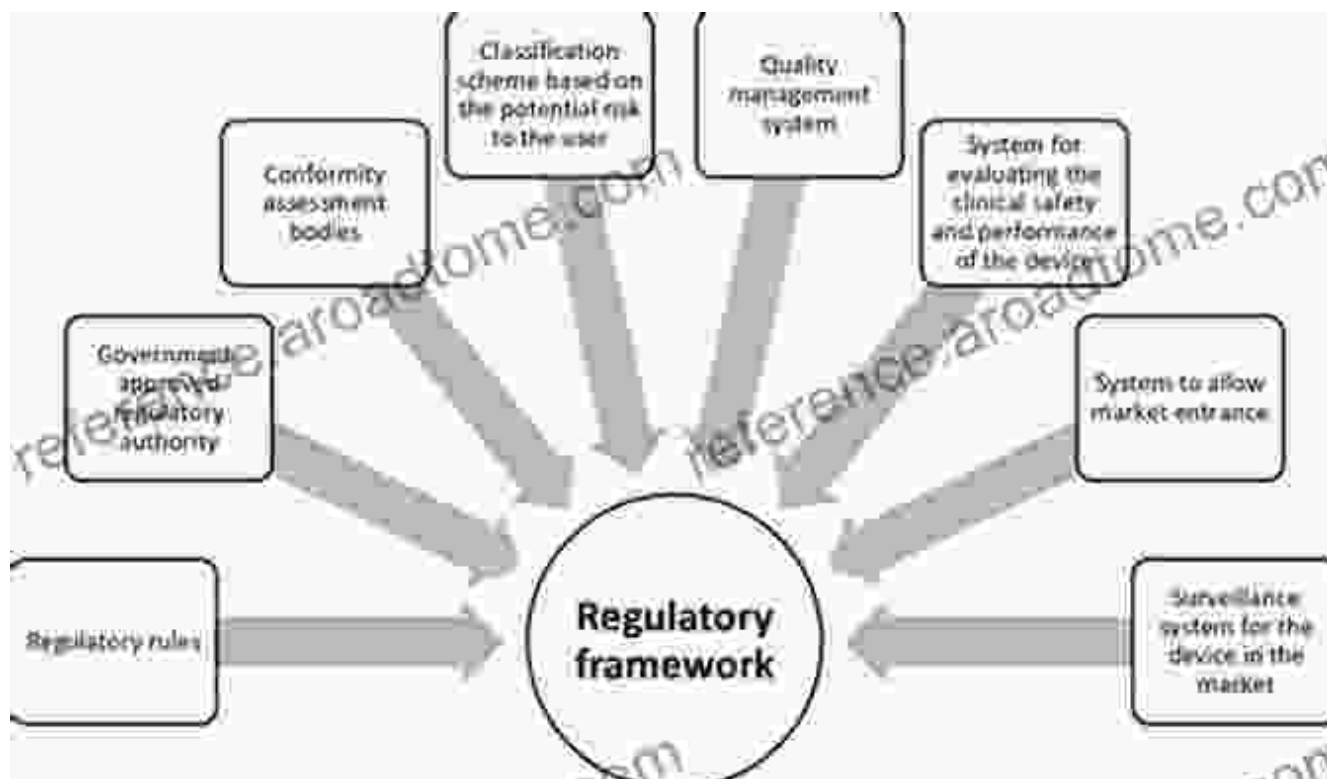 Classification
scheme based on
the potential risk
to the user
Quality
management
system
Conformity
assessment
bodies
System for
evaluating the
clinical safety
and performance
of the device
Government
approved
regulatory
authority
System to allow
market entrance
Regulatory rules
Regulatory
framework
Surveillance
system for the
device in the
market
reference.aroadtome.com
reference.aroadtome.com